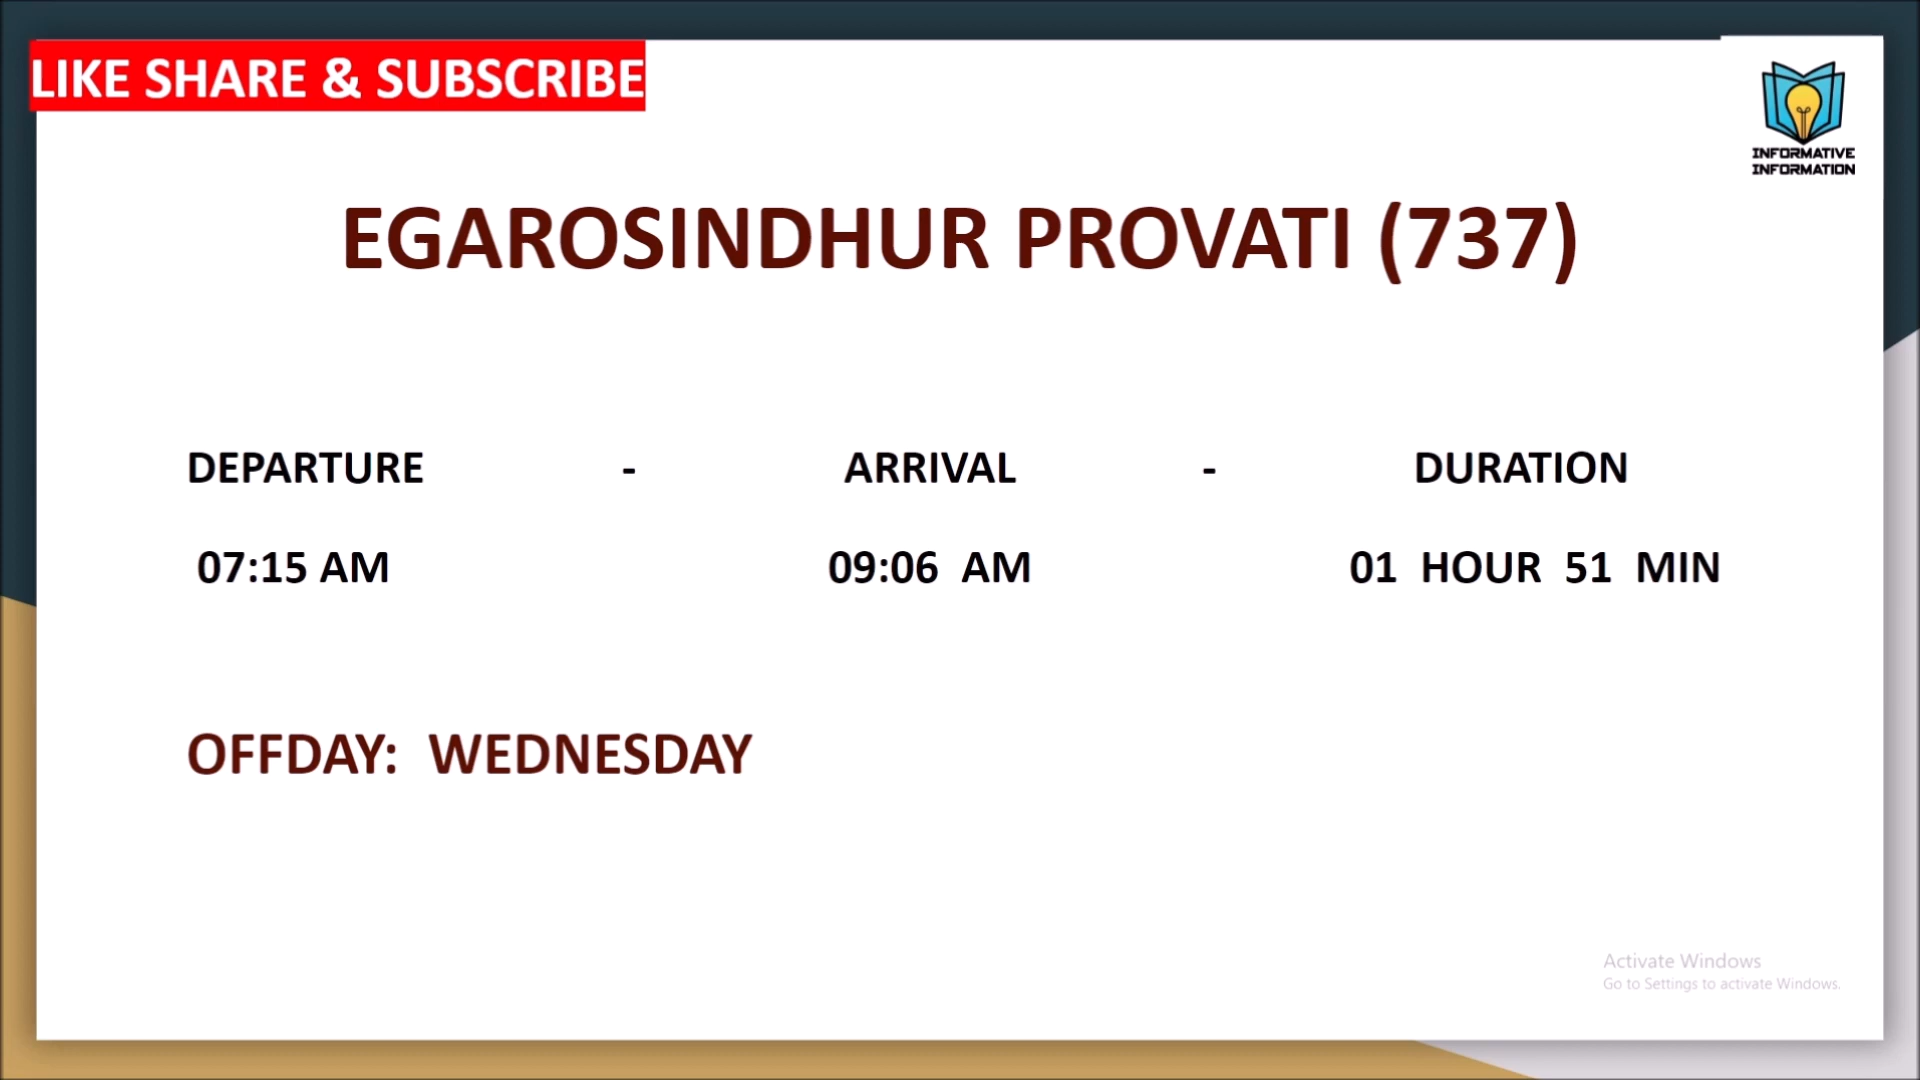 LIKE SHARE & SUBSCRIBE
INFORMATIVE
INFORMATION
EGAROSINDHUR PROVATI (737)
DEPARTURE - ARRIVAL - DURATION
07:15 AM 09:06 AM 01 HOUR 51 MIN
OFFDAY: WEDNESDAY
Activate Windows
Go to Settings to activate Windows.